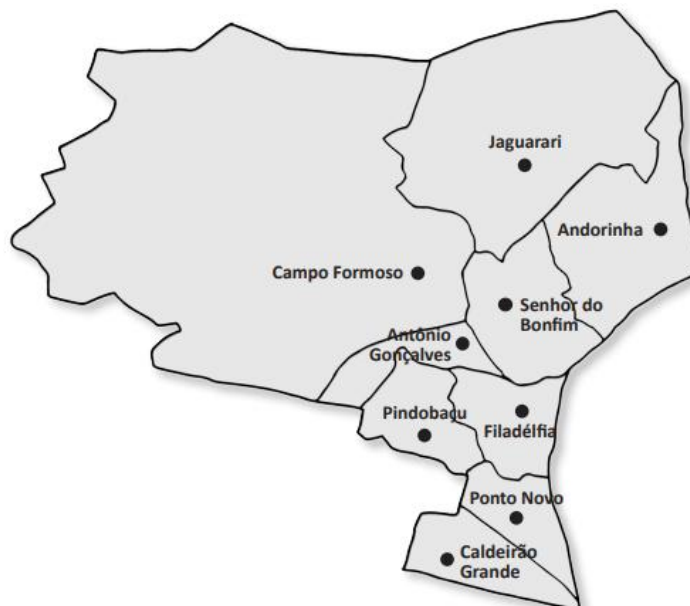 Jaguarari
Andorinha
Campo Formoso
Senhor do
Bonfim
Antônio
Gonçalves
Pindobaçu
Filadélfia
Ponto Novo
Caldeirão
Grande